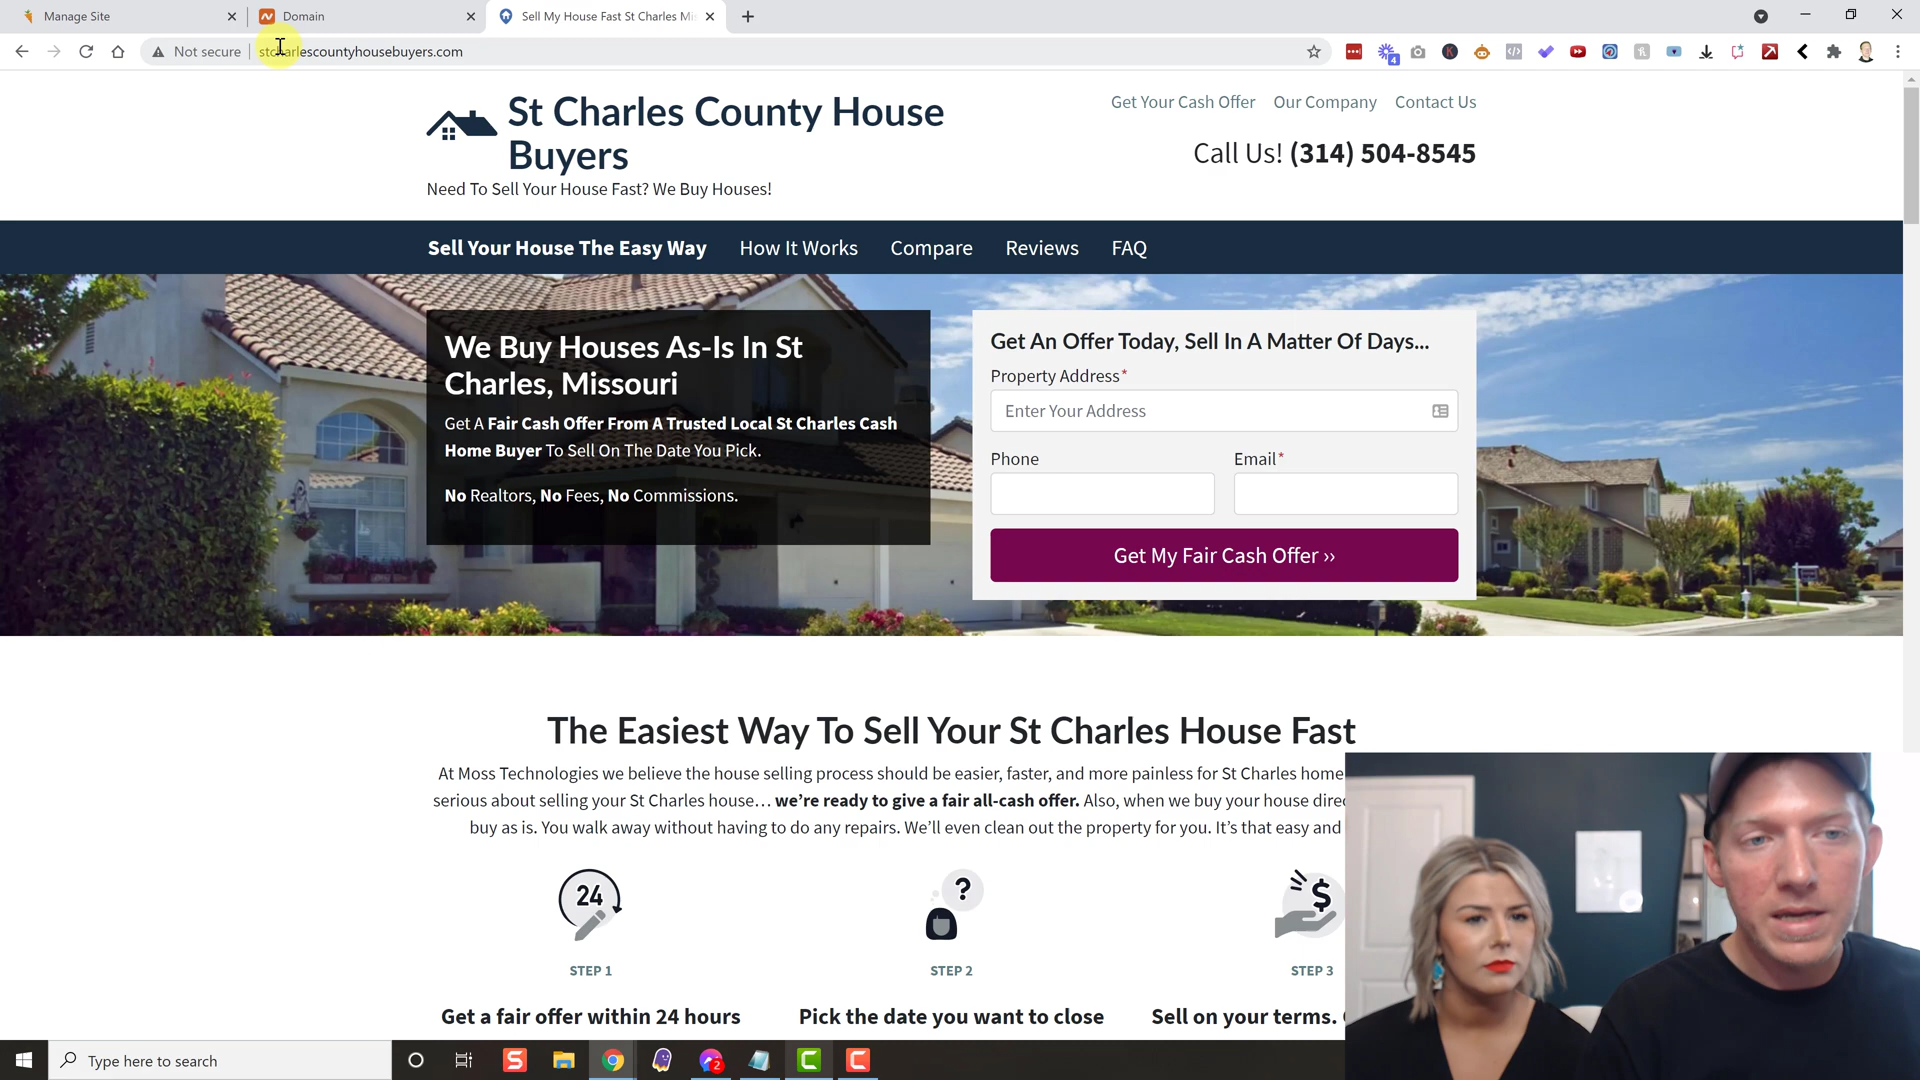 Manage Site
Domain
Sell My House Fast St Charles Mi
Not secure
stcharlescountyhousebuyers.com
4
St Charles County House
Buyers
Need To Sell Your House Fast? We Buy Houses!
Get Your Cash Offer
Our Company
Contact Us
Call Us! (314) 504-8545
Sell Your House The Easy Way
How It Works
Compare
Reviews
FAQ
We Buy Houses As-Is In St
Charles, Missouri
Get A Fair Cash Offer From A Trusted Local St Charles Cash
Home Buyer To Sell On The Date You Pick.
No Realtors, No Fees, No Commissions.
Get An Offer Today, Sell In A Matter Of Days...
Property Address*
Enter Your Address
Phone
Email*
Get My Fair Cash Offer ››
The Easiest Way To Sell Your St Charles House Fast
At Moss Technologies we believe the house selling process should be easier, faster, and more painless for St Charles home
serious about selling your St Charles house… we’re ready to give a fair all-cash offer. Also, when we buy your house direc
buy as is. You walk away without having to do any repairs. We’ll even clean out the property for you. It’s that easy and
24
?
$
STEP 1
STEP 2
STEP 3
Get a fair offer within 24 hours
Pick the date you want to close
Sell on your terms.
Type here to search
2